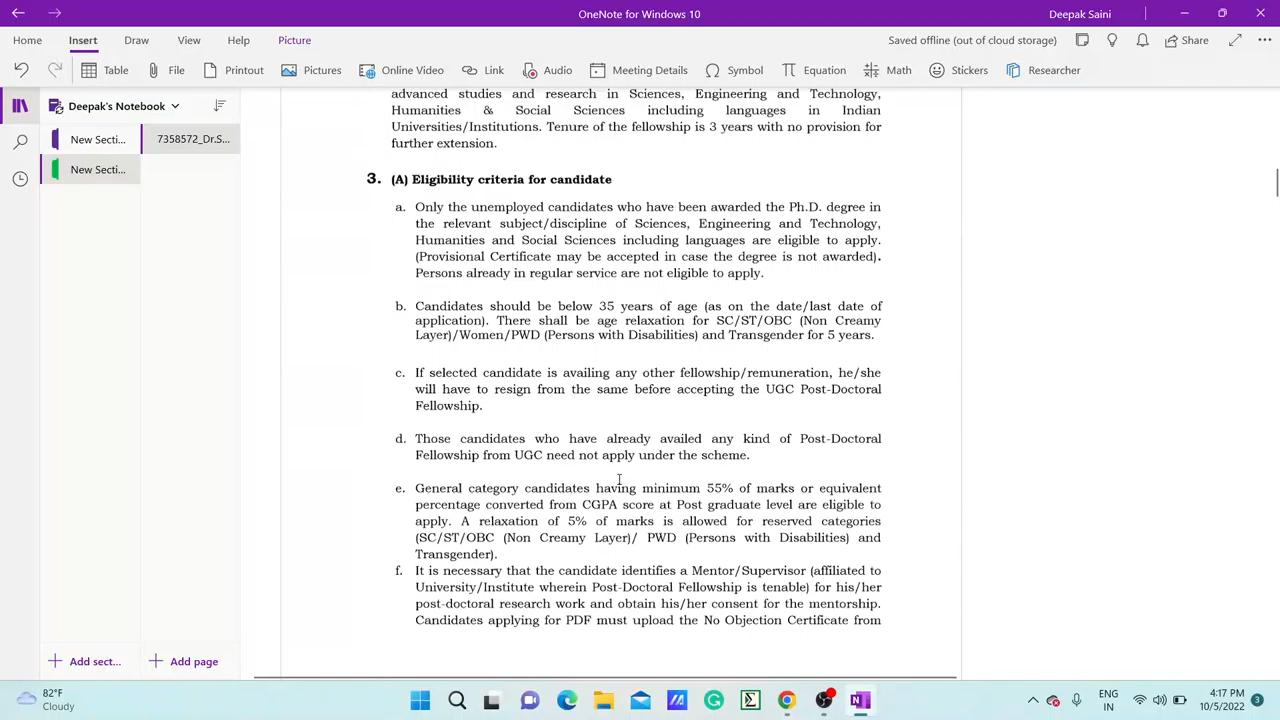 OneNote for Windows 10
Deepak Saini
Home
Insert
Draw
View
Help
Picture
Saved offline (out of cloud storage)
Share
Table
File
Printout
Pictures
Online Video
Link
Audio
Meeting Details
Symbol
Equation
Math
Stickers
Researcher
Deepak's Notebook
New Secti...
7358572_Dr.S...
New Secti...
advanced studies and research in Sciences, Engineering and Technology,
Humanities & Social Sciences including languages in Indian
Universities/Institutions. Tenure of the fellowship is 3 years with no provision for
further extension.
3. (A) Eligibility criteria for candidate
a. Only the unemployed candidates who have been awarded the Ph.D. degree in
the relevant subject/discipline of Sciences, Engineering and Technology,
Humanities and Social Sciences including languages are eligible to apply.
(Provisional Certificate may be accepted in case the degree is not awarded).
Persons already in regular service are not eligible to apply.
b. Candidates should be below 35 years of age (as on the date/last date of
application). There shall be age relaxation for SC/ST/OBC (Non Creamy
Layer)/Women/PWD (Persons with Disabilities) and Transgender for 5 years.
c. If selected candidate is availing any other fellowship/remuneration, he/she
will have to resign from the same before accepting the UGC Post-Doctoral
Fellowship.
d. Those candidates who have already availed any kind of Post-Doctoral
Fellowship from UGC need not apply under the scheme.
e. General category candidates having minimum 55% of marks or equivalent
percentage converted from CGPA score at Post graduate level are eligible to
apply. A relaxation of 5% of marks is allowed for reserved categories
(SC/ST/OBC (Non Creamy Layer)/ PWD (Persons with Disabilities) and
Transgender).
f. It is necessary that the candidate identifies a Mentor/Supervisor (affiliated to
University/Institute wherein Post-Doctoral Fellowship is tenable) for his/her
post-doctoral research work and obtain his/her consent for the mentorship.
Candidates applying for PDF must upload the No Objection Certificate from
Add sect...
Add page
82°F
Cloudy
ENG
IN
4:17 PM
10/5/2022
3